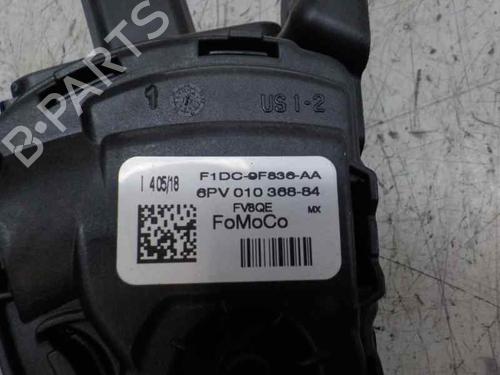 B-PARTS
1 US 1-2
I 405/18 F1DC-9F836-AA
6PV 010 368-84
FV8QE MX
FoMoCo